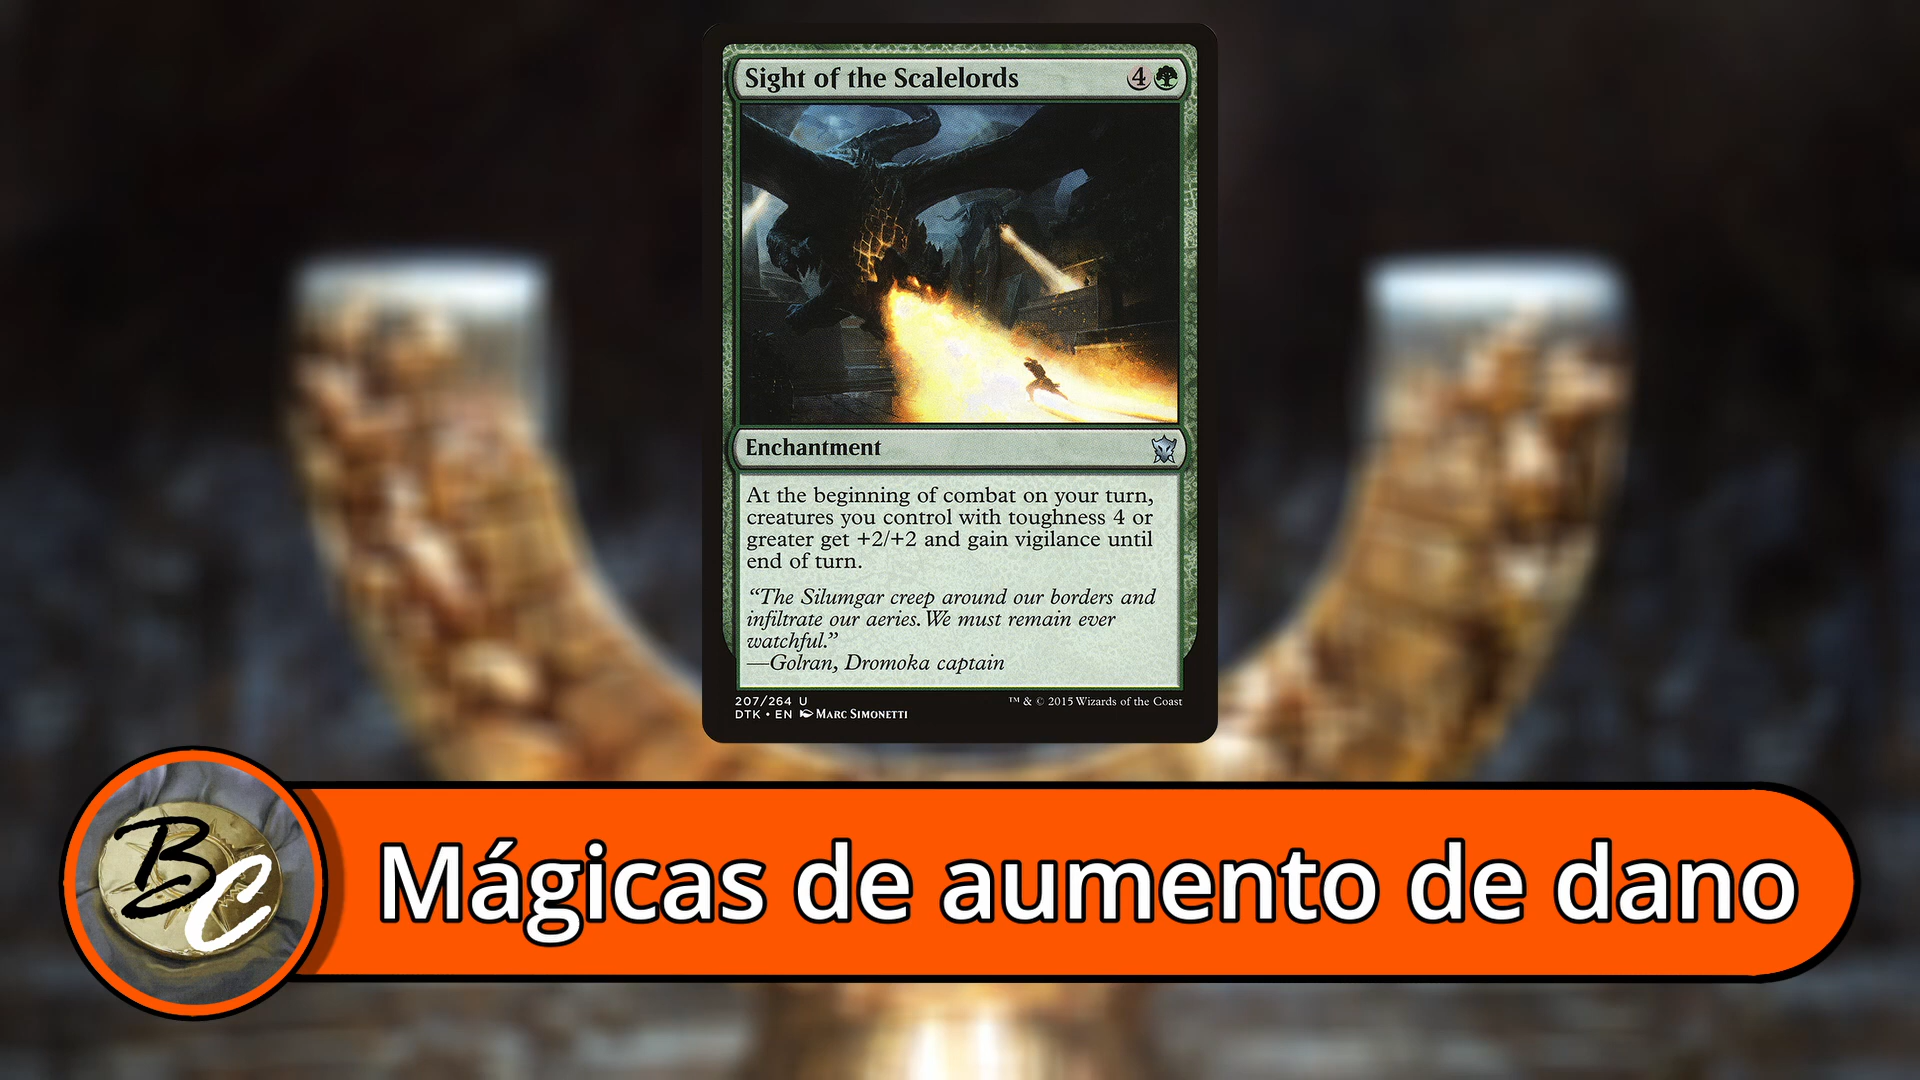 Sight of the Scalelords 4
Enchantment
At the beginning of combat on your turn,
creatures you control with toughness 4 or
greater get +2/+2 and gain vigilance until
end of turn.
“The Silumgar creep around our borders and
infiltrate our aeries. We must remain ever
watchful.”
—Golran, Dromoka captain
207/264 U
™ & © 2015 Wizards of the Coast
DTK • EN Marc Simonetti
BC
Mágicas de aumento de dano